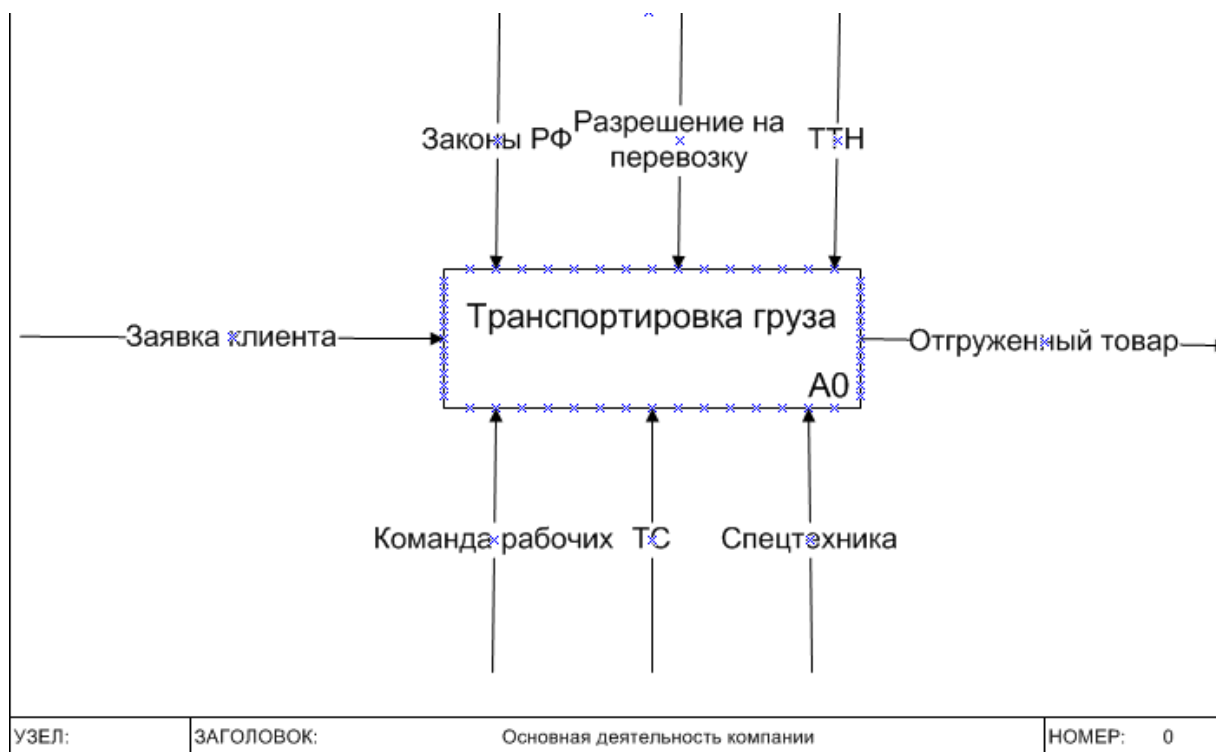 Законы РФ
Разрешение на
перевозку
ТТН
Транспортировка груза
А0
Заявка клиента
Отгруженный товар
Команда рабочих
ТС
Спецтехника
УЗЕЛ:
ЗАГОЛОВОК:
Основная деятельность компании
НОМЕР:
0